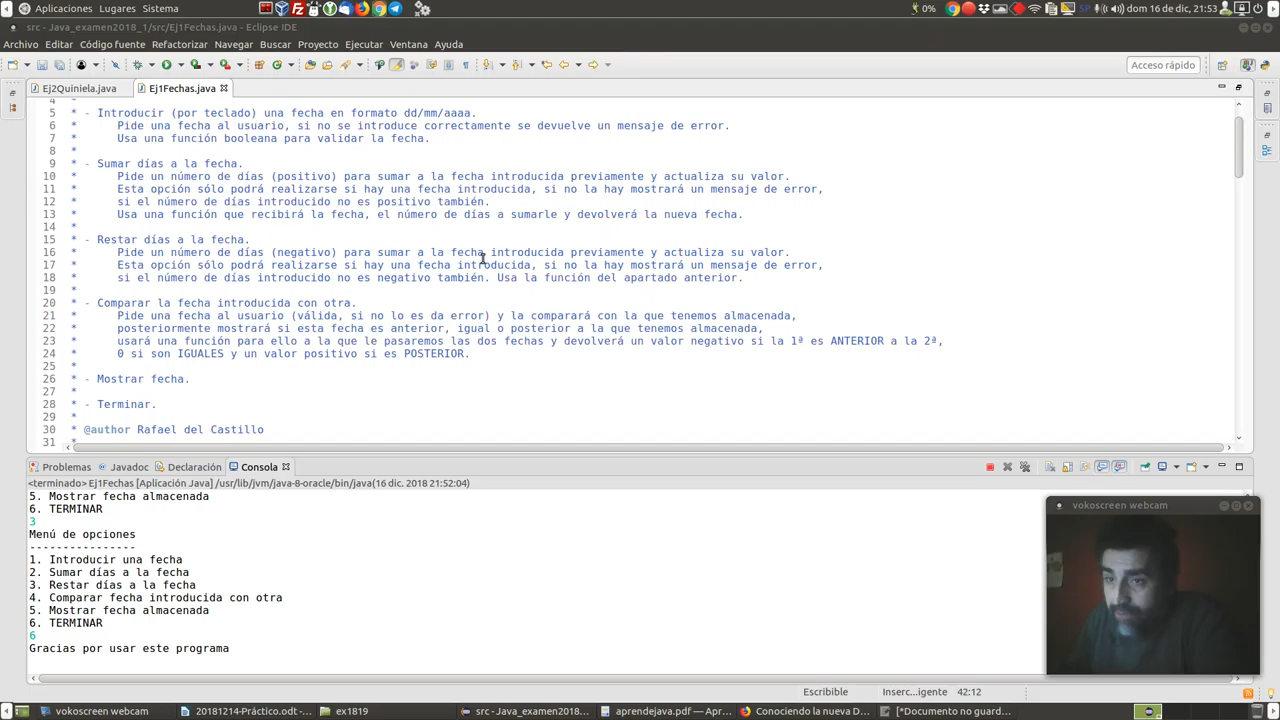 Aplicaciones Lugares Sistema
0%
SP
dom 16 de dic, 21:53
src - Java_examen2018_1/src/Ej1Fechas.java - Eclipse IDE
Archivo Editar Código fuente Refactorizar Navegar Buscar Proyecto Ejecutar Ventana Ayuda
Acceso rápido
Ej2Quiniela.java Ej1Fechas.java
4 *
5 * - Introducir (por teclado) una fecha en formato dd/mm/aaaa.
6 * Pide una fecha al usuario, si no se introduce correctamente se devuelve un mensaje de error.
7 * Usa una función booleana para validar la fecha.
8 *
9 * - Sumar días a la fecha.
10 * Pide un número de días (positivo) para sumar a la fecha introducida previamente y actualiza su valor.
11 * Esta opción sólo podrá realizarse si hay una fecha introducida, si no la hay mostrará un mensaje de error,
12 * si el número de días introducido no es positivo también.
13 * Usa una función que recibirá la fecha, el número de días a sumarle y devolverá la nueva fecha.
14 *
15 * - Restar días a la fecha.
16 * Pide un número de días (negativo) para sumar a la fecha introducida previamente y actualiza su valor.
17 * Esta opción sólo podrá realizarse si hay una fecha introducida, si no la hay mostrará un mensaje de error,
18 * si el número de días introducido no es negativo también. Usa la función del apartado anterior.
19 *
20 * - Comparar la fecha introducida con otra.
21 * Pide una fecha al usuario (válida, si no lo es da error) y la comparará con la que tenemos almacenada,
22 * posteriormente mostrará si esta fecha es anterior, igual o posterior a la que tenemos almacenada,
23 * usará una función para ello a la que le pasaremos las dos fechas y devolverá un valor negativo si la 1ª es ANTERIOR a la 2ª,
24 * 0 si son IGUALES y un valor positivo si es POSTERIOR.
25 *
26 * - Mostrar fecha.
27 *
28 * - Terminar.
29 *
30 * @author Rafael del Castillo
31 *
Problemas Javadoc Declaración Consola
<terminado> Ej1Fechas [Aplicación Java] /usr/lib/jvm/java-8-oracle/bin/java(16 dic. 2018 21:52:04)
5. Mostrar fecha almacenada
6. TERMINAR
3
Menú de opciones
----------------
1. Introducir una fecha
2. Sumar días a la fecha
3. Restar días a la fecha
4. Comparar fecha introducida con otra
5. Mostrar fecha almacenada
6. TERMINAR
6
Gracias por usar este programa
vokoscreen webcam
Escribible Inserc...igente 42:12
vokoscreen webcam 20181214-Práctico.odt -... ex1819 src - Java_examen2018... aprendejava.pdf — Apr... Conociendo la nueva D... [*Documento no guard...